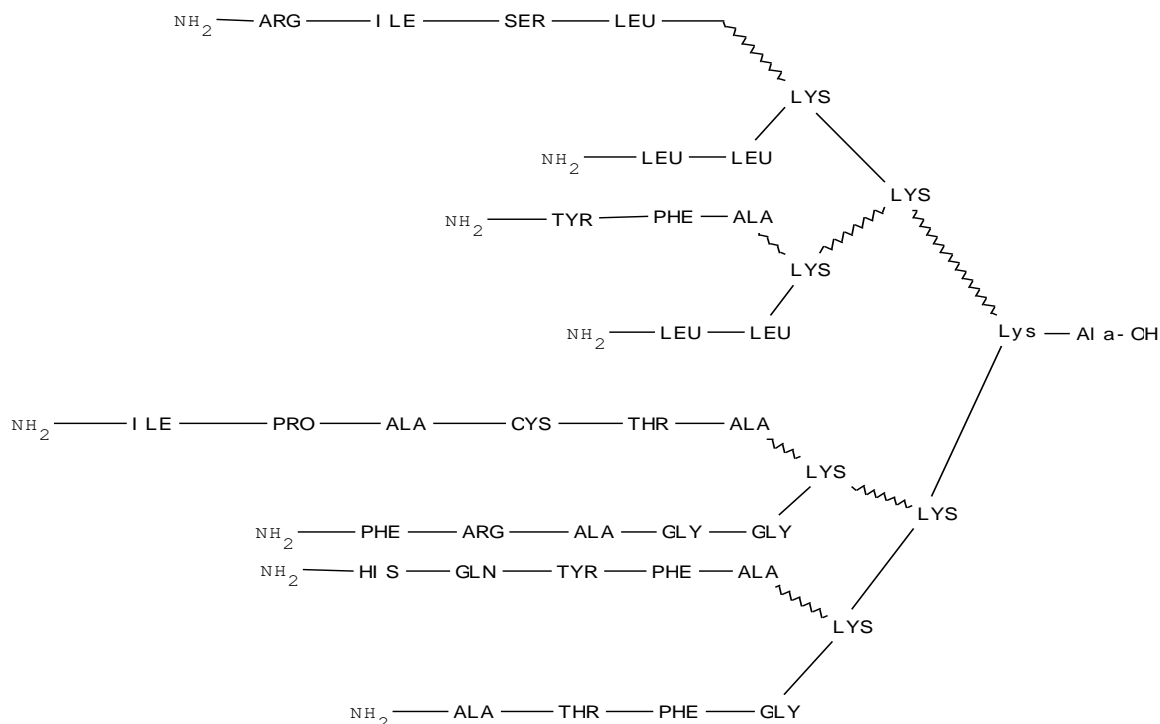 NH2 ARG ILE SER LEU
LYS
NH2 LEU LEU
LYS
NH2 TYR PHE ALA
LYS
NH2 LEU LEU
Lys Ala-OH
NH2 ILE PRO ALA CYS THR ALA
LYS
LYS
NH2 PHE ARG ALA GLY GLY
NH2 HIS GLN TYR PHE ALA
LYS
NH2 ALA THR PHE GLY